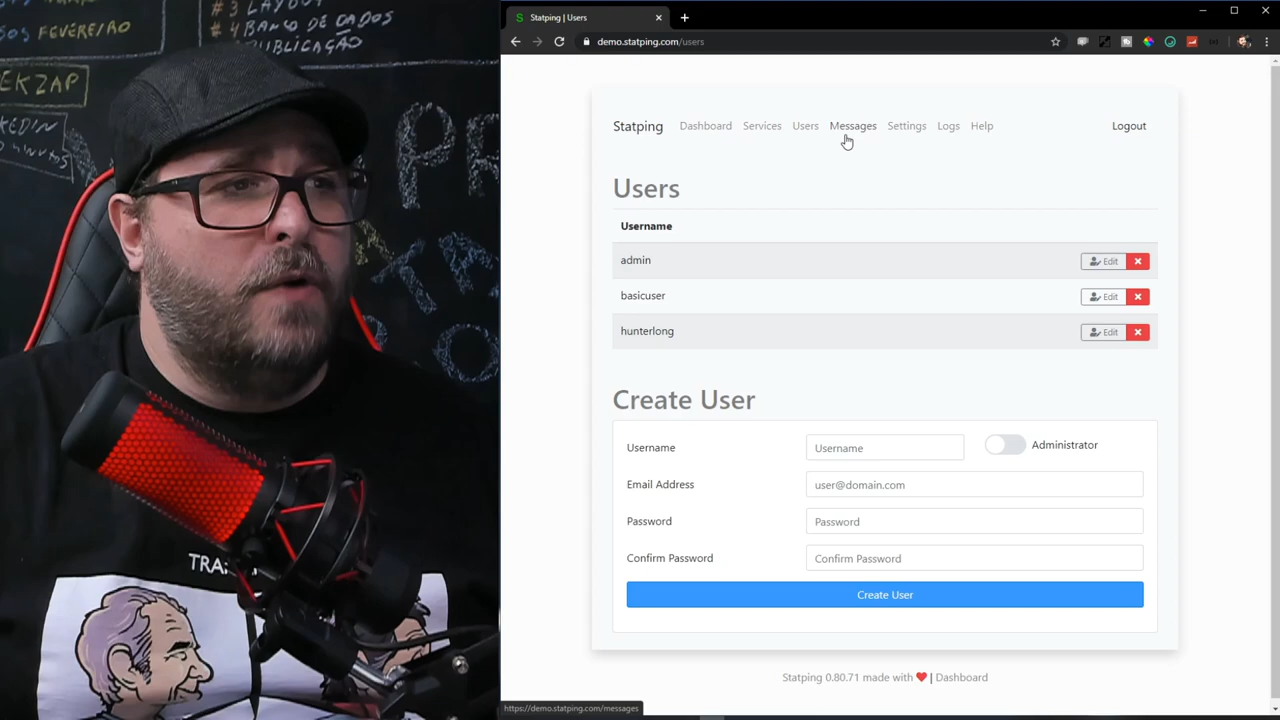 OS FEVEREIRO
EKZAP
# 3 LAYOUT
# 4 BANCO DE DADOS
PUBLICAÇÃO
TRA
Statping | Users
demo.statping.com/users
Statping Dashboard Services Users Messages Settings Logs Help Logout
Users
Username
admin Edit
basicuser Edit
hunterlong Edit
Create User
Username Username Administrator
Email Address user@domain.com
Password Password
Confirm Password Confirm Password
Create User
Statping 0.80.71 made with ❤ | Dashboard
https://demo.statping.com/messages